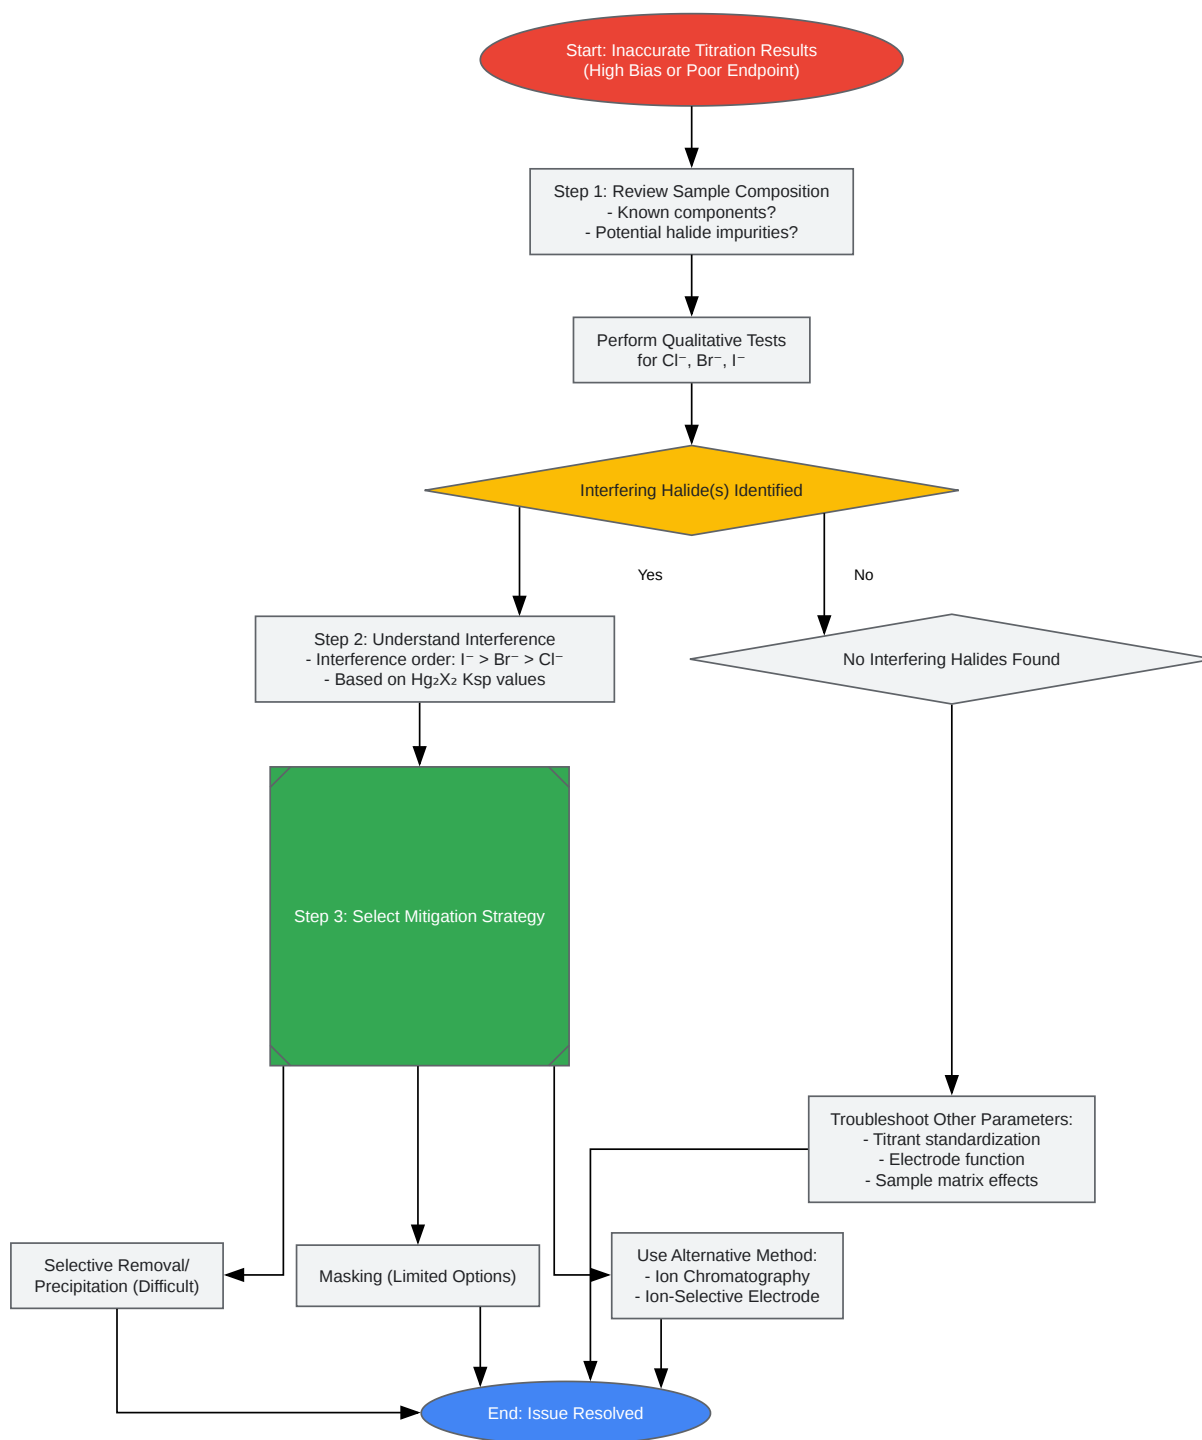 Start: Inaccurate Titration Results
(High Bias or Poor Endpoint)
Step 1: Review Sample Composition
- Known components?
- Potential halide impurities?
Perform Qualitative Tests
for Cl⁻, Br⁻, I⁻
Interfering Halide(s) Identified
Yes
No
Step 2: Understand Interference
- Interference order: I⁻ > Br⁻ > Cl⁻
- Based on Hg₂X₂ Ksp values
No Interfering Halides Found
Step 3: Select Mitigation Strategy
Troubleshoot Other Parameters:
- Titrant standardization
- Electrode function
- Sample matrix effects
Selective Removal/
Precipitation (Difficult)
Masking (Limited Options)
Use Alternative Method:
- Ion Chromatography
- Ion-Selective Electrode
End: Issue Resolved